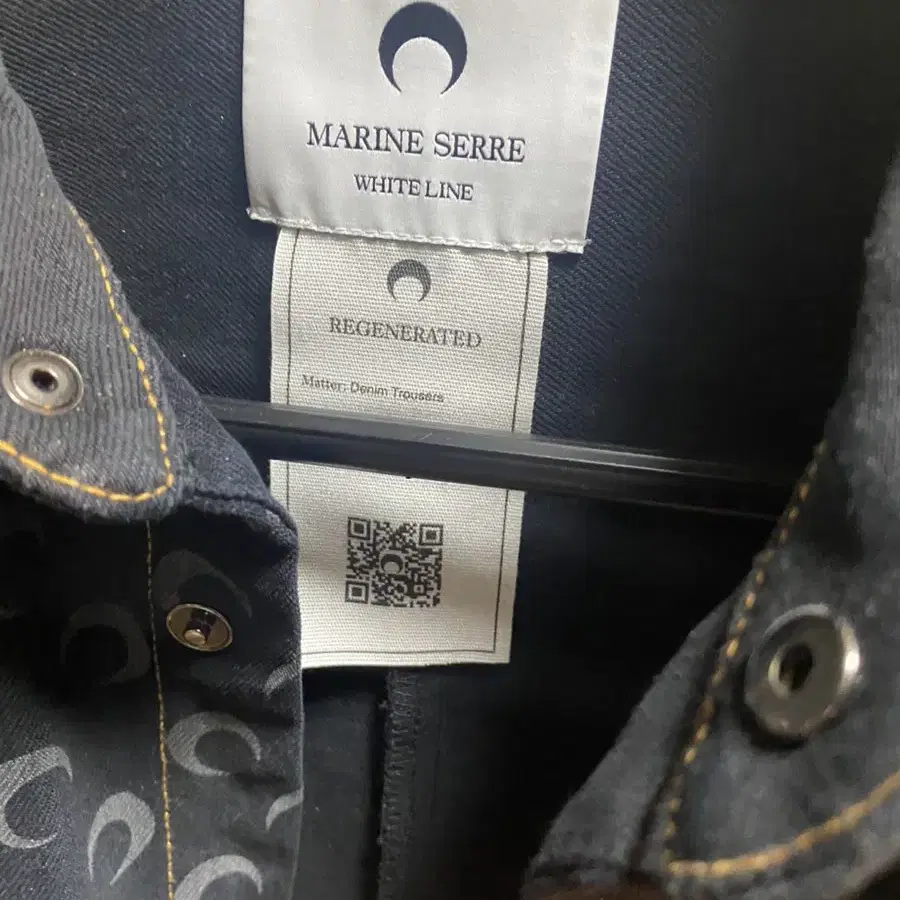 MARINE SERRE
WHITE LINE
REGENERATED
Matter: Denim Trousers